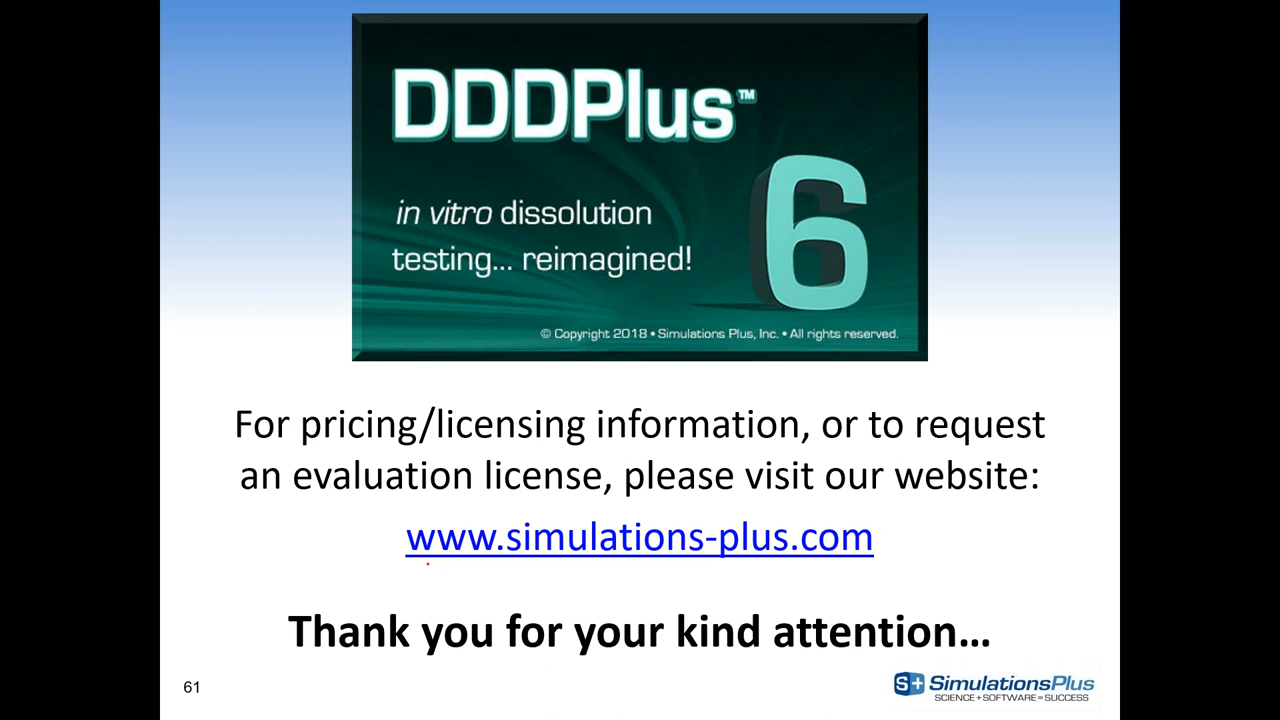 DDDPlus™
6
in vitro dissolution
testing... reimagined!
© Copyright 2018 • Simulations Plus, Inc. • All rights reserved.
For pricing/licensing information, or to request
an evaluation license, please visit our website:
www.simulations-plus.com
Thank you for your kind attention…
61
S+ SimulationsPlus
SCIENCE + SOFTWARE = SUCCESS